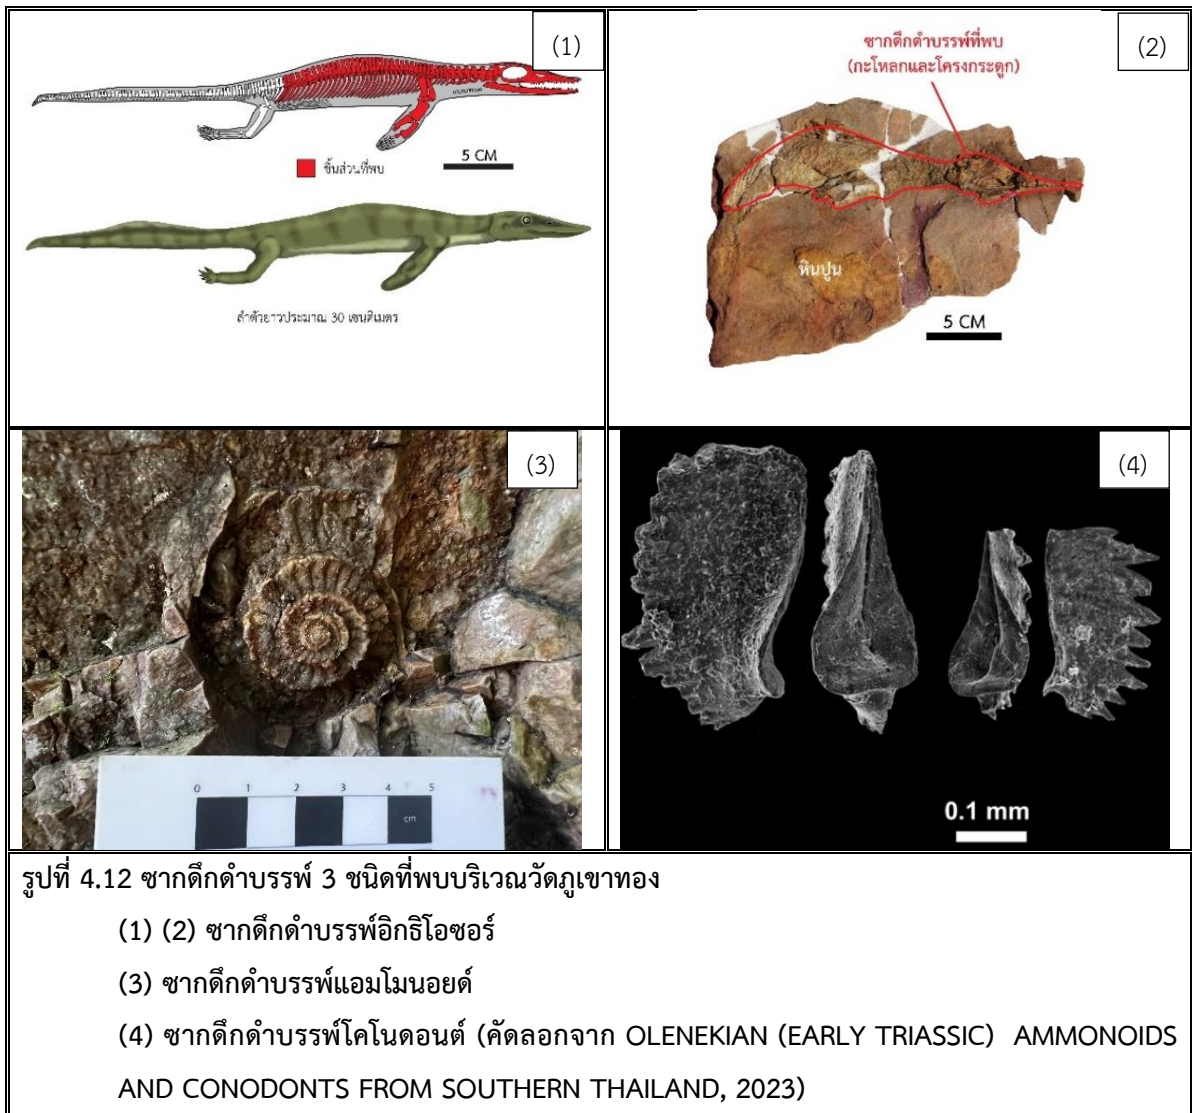 (1)
5 CM
ชิ้นส่วนที่พบ
ลำตัวยาวประมาณ 30 เซนติเมตร
(2)
ซากดึกดำบรรพ์ที่พบ
(กะโหลกและโครงกระดูก)
หินปูน
5 CM
(3)
0 1 2 3 4 5
cm
(4)
0.1 mm
รูปที่ 4.12 ซากดึกดำบรรพ์ 3 ชนิดที่พบบริเวณวัดภูเขาทอง
(1) (2) ซากดึกดำบรรพ์อิกธิโอซอร์
(3) ซากดึกดำบรรพ์แอมโมนอยด์
(4) ซากดึกดำบรรพ์โคโนดอนต์ (คัดลอกจาก OLENEKIAN (EARLY TRIASSIC) AMMONOIDS
AND CONODONTS FROM SOUTHERN THAILAND, 2023)